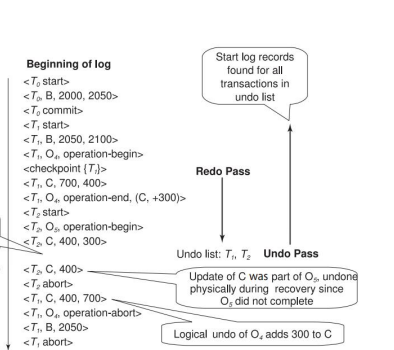 Beginning of log
<T0 start>
<T0, B, 2000, 2050>
<T0 commit>
<T1 start>
<T1, B, 2050, 2100>
<T1, O4, operation-begin>
<checkpoint {T1}>
<T1, C, 700, 400>
<T1, O4, operation-end, (C, +300)>
<T2 start>
<T2, O5, operation-begin>
<T2, C, 400, 300>
<T2, C, 400>
<T2 abort>
<T1, C, 400, 700>
<T1, O4, operation-abort>
<T1, B, 2050>
<T1 abort>
Start log records
found for all
transactions in
undo list
Redo Pass
Undo list: T1, T2
Undo Pass
Update of C was part of O5, undone
physically during recovery since
O5 did not complete
Logical undo of O4 adds 300 to C